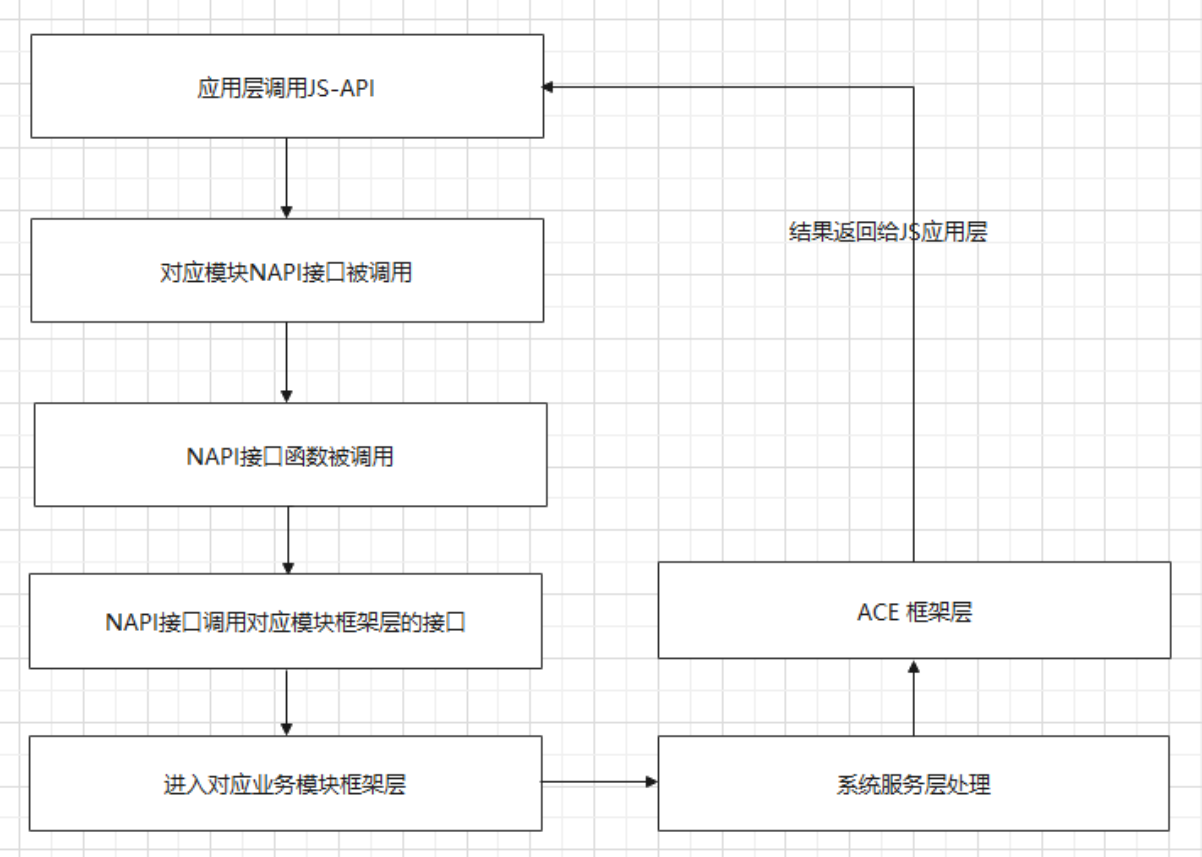 应用层调用JS-API
结果返回给JS应用层
对应模块NAPI接口被调用
NAPI接口函数被调用
NAPI接口调用对应模块框架层的接口
ACE 框架层
进入对应业务模块框架层
系统服务层处理